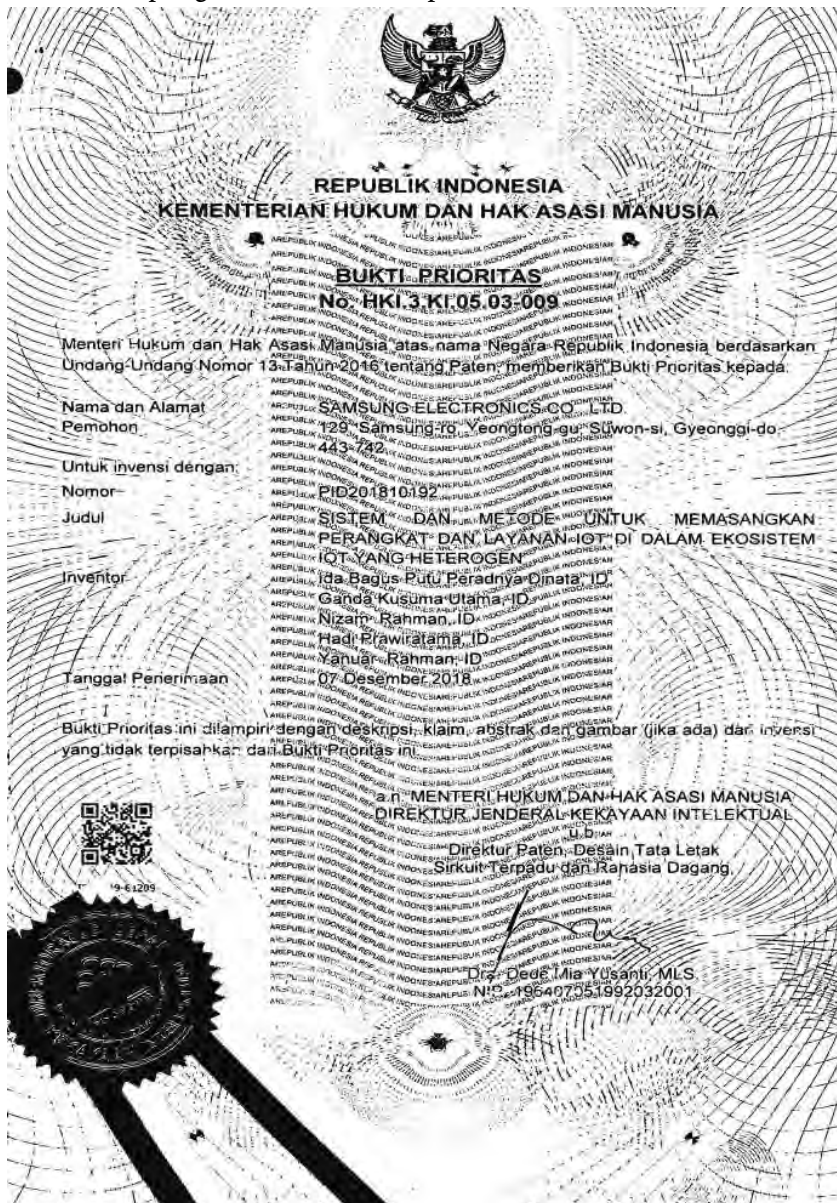 REPUBLIK INDONESIA
KEMENTERIAN HUKUM DAN HAK ASASI MANUSIA
BUKTI PRIORITAS
No. HKI.3.KI.05.03-009
Menteri Hukum dan Hak Asasi Manusia atas nama Negara Republik Indonesia berdasarkan
Undang-Undang Nomor 13 Tahun 2016 tentang Paten, memberikan Bukti Prioritas kepada:
Nama dan Alamat SAMSUNG ELECTRONICS CO., LTD.
Pemohon 129, Samsung-ro, Yeongtong-gu, Suwon-si, Gyeonggi-do
443-742
Untuk invensi dengan:
Nomor PID201810192
Judul SISTEM DAN METODE UNTUK MEMASANGKAN
PERANGKAT DAN LAYANAN IOT DI DALAM EKOSISTEM
IOT YANG HETEROGEN
Inventor Ida Bagus Putu Peradnya Dinata, ID
Ganda Kusuma Utama, ID
Nizam Rahman, ID
Hadi Prawiratama, ID
Yanuar Rahman, ID
Tanggal Penerimaan 07 Desember 2018
Bukti Prioritas ini dilampiri dengan deskripsi, klaim, abstrak dan gambar (jika ada) dari invensi
yang tidak terpisahkan dari Bukti Prioritas ini
a.n. MENTERI HUKUM DAN HAK ASASI MANUSIA
DIREKTUR JENDERAL KEKAYAAN INTELEKTUAL
u.b.
Direktur Paten, Desain Tata Letak
Sirkuit Terpadu dan Rahasia Dagang,
9-61209
Dra. Dede Mia Yusanti, MLS.
NIP. 196407051992032001